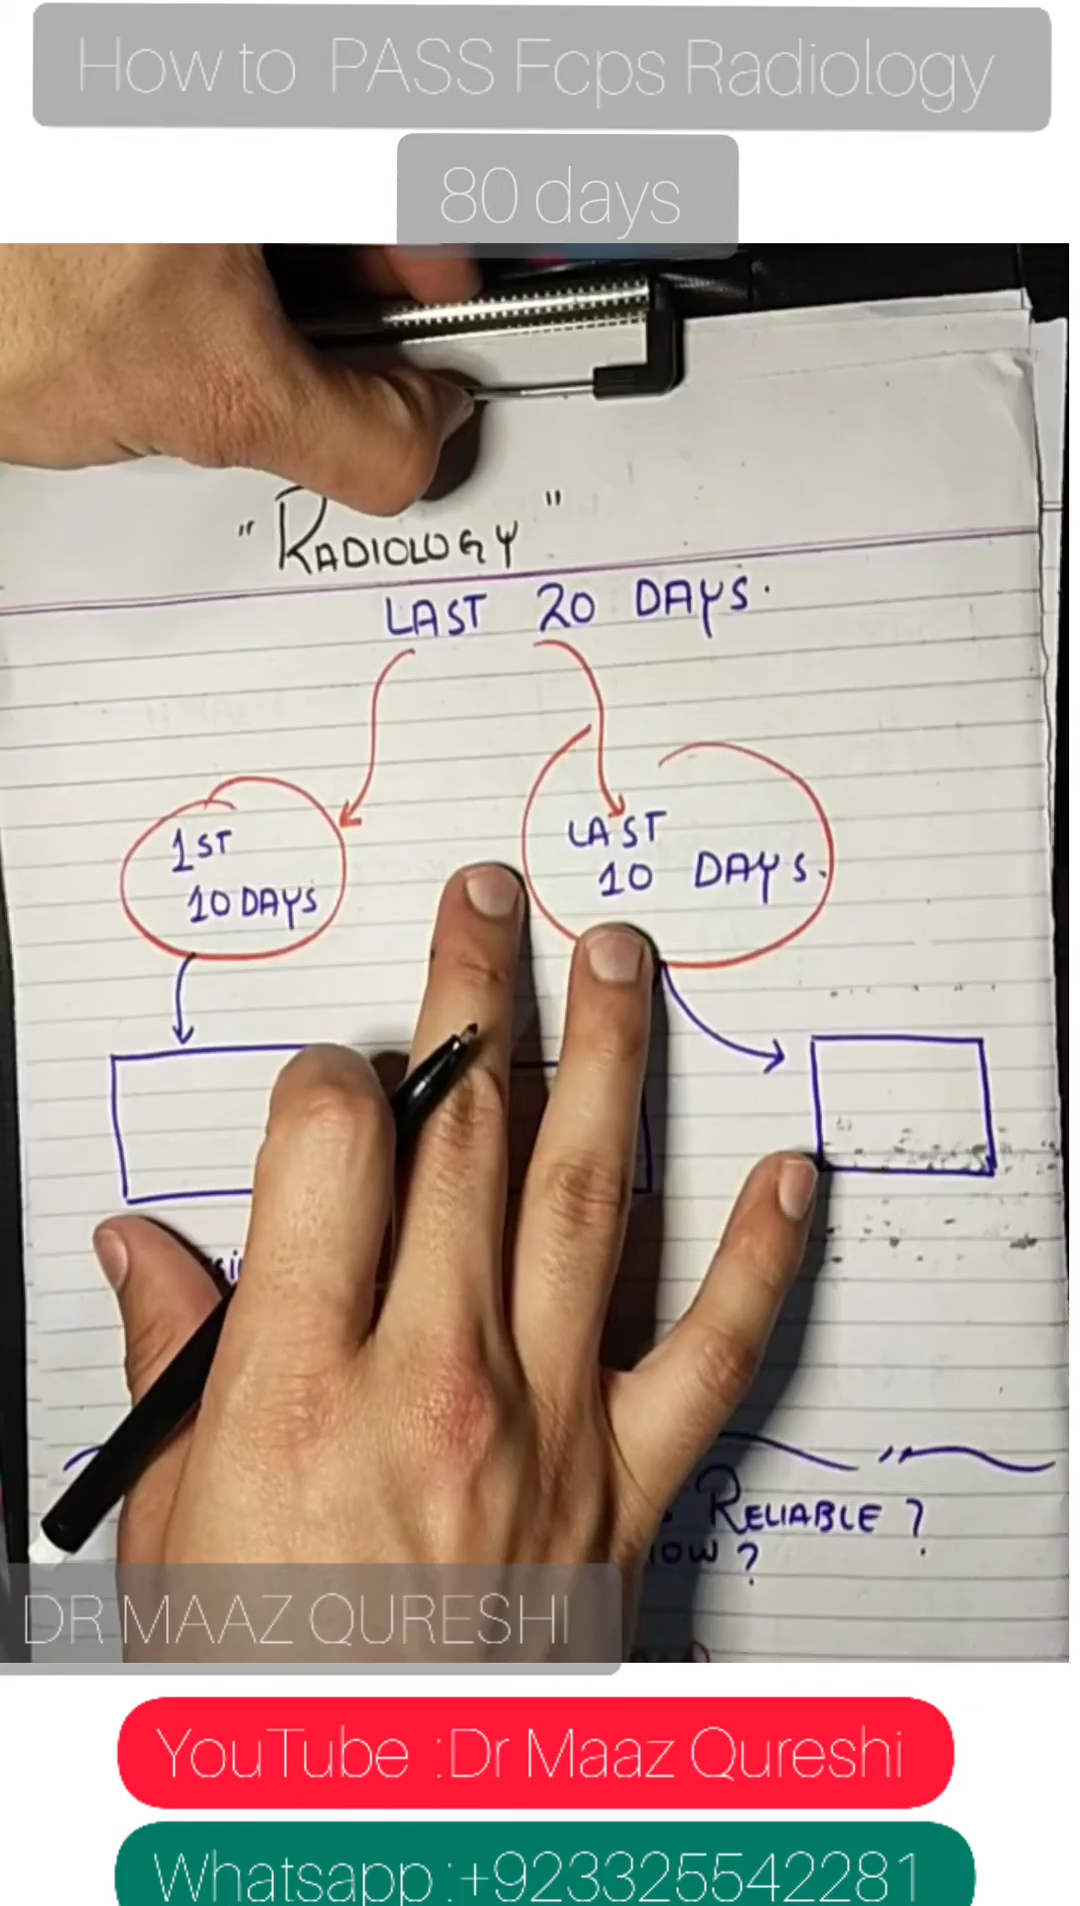 How to PASS Fcps Radiology
80 days
"RADIOLOGY"
LAST 20 DAYS.
1ST
10 DAYS
LAST
10 DAYS.
RELIABLE ?
?
DR MAAZ QURESHI
YouTube :Dr Maaz Qureshi
Whatsapp :+923325542281